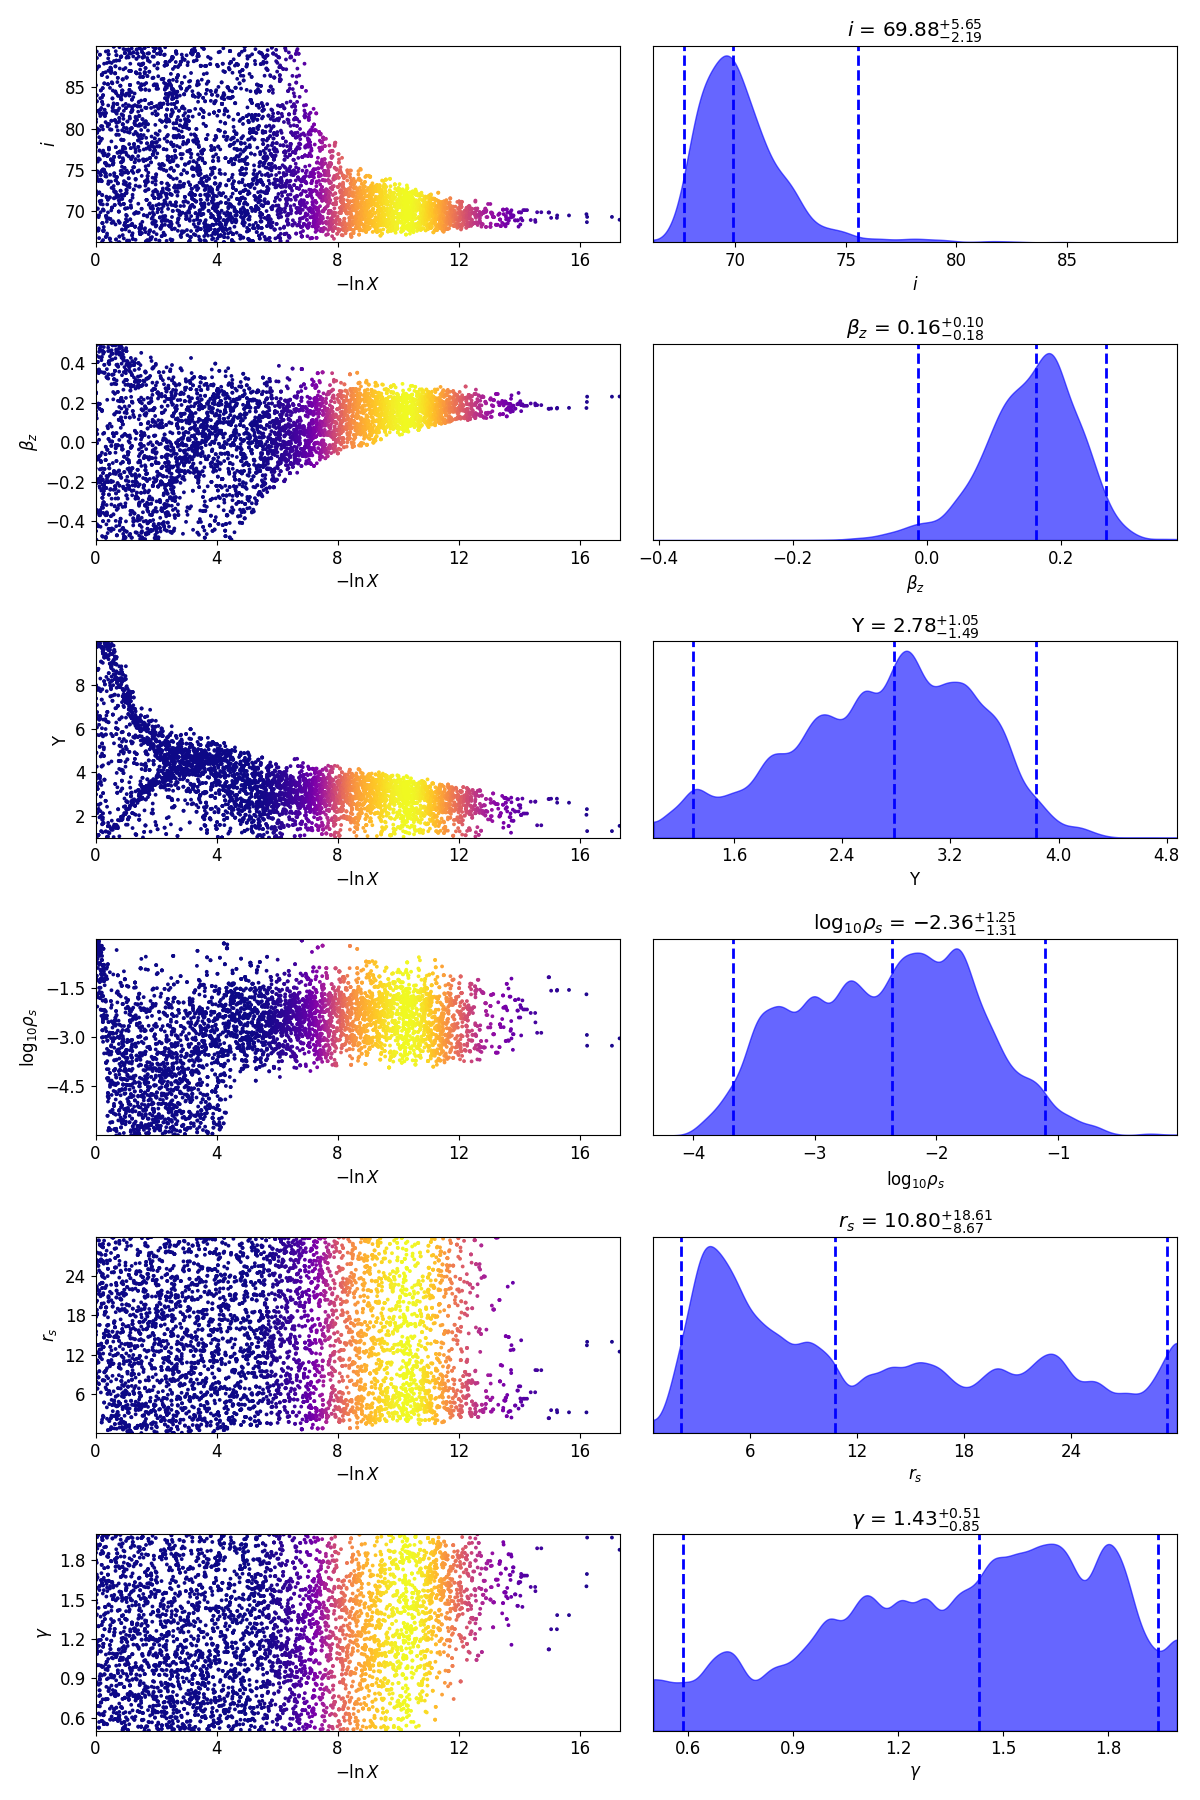 i = 69.88+5.65−2.19
85
80
75
70
i
0 4 8 12 16
−ln X
70 75 80 85
i
βz = 0.16+0.10−0.18
0.4
0.2
0.0
−0.2
−0.4
βz
0 4 8 12 16
−ln X
−0.4 −0.2 0.0 0.2
βz
Y = 2.78+1.05−1.49
8
6
4
2
Y
0 4 8 12 16
−ln X
1.6 2.4 3.2 4.0 4.8
Y
log10ρs = −2.36+1.25−1.31
−1.5
−3.0
−4.5
log10ρs
0 4 8 12 16
−ln X
−4 −3 −2 −1
log10ρs
rs = 10.80+18.61−8.67
24
18
12
6
rs
0 4 8 12 16
−ln X
6 12 18 24
rs
γ = 1.43+0.51−0.85
1.8
1.5
1.2
0.9
0.6
γ
0 4 8 12 16
−ln X
0.6 0.9 1.2 1.5 1.8
γ